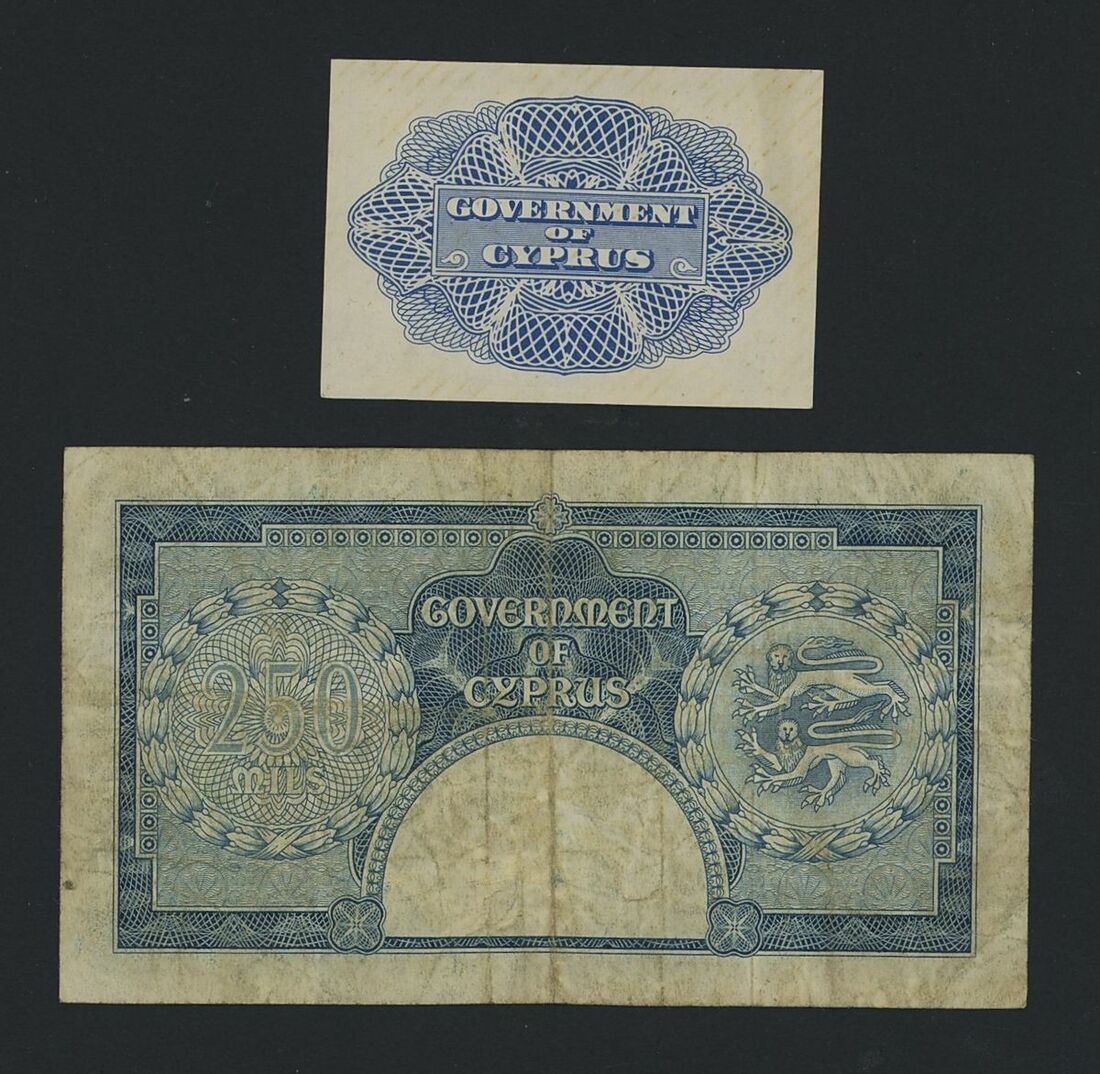 GOVERNMENT
OF
CYPRUS
GOVERNMENT
OF
CYPRUS
250
MILS